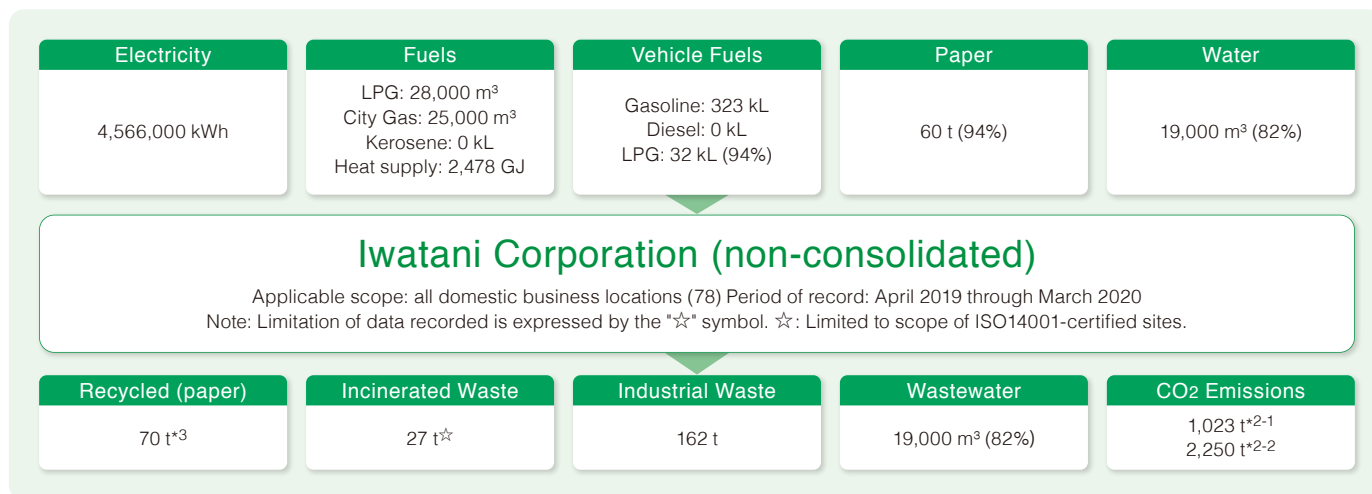 Electricity
4,566,000 kWh
Fuels
LPG: 28,000 m³
City Gas: 25,000 m³
Kerosene: 0 kL
Heat supply: 2,478 GJ
Vehicle Fuels
Gasoline: 323 kL
Diesel: 0 kL
LPG: 32 kL (94%)
Paper
60 t (94%)
Water
19,000 m³ (82%)
Iwatani Corporation (non-consolidated)
Applicable scope: all domestic business locations (78) Period of record: April 2019 through March 2020
Note: Limitation of data recorded is expressed by the "☆" symbol. ☆: Limited to scope of ISO14001-certified sites.
Recycled (paper)
70 t*3
Incinerated Waste
27 t☆
Industrial Waste
162 t
Wastewater
19,000 m³ (82%)
CO2 Emissions
1,023 t*2-1
2,250 t*2-2